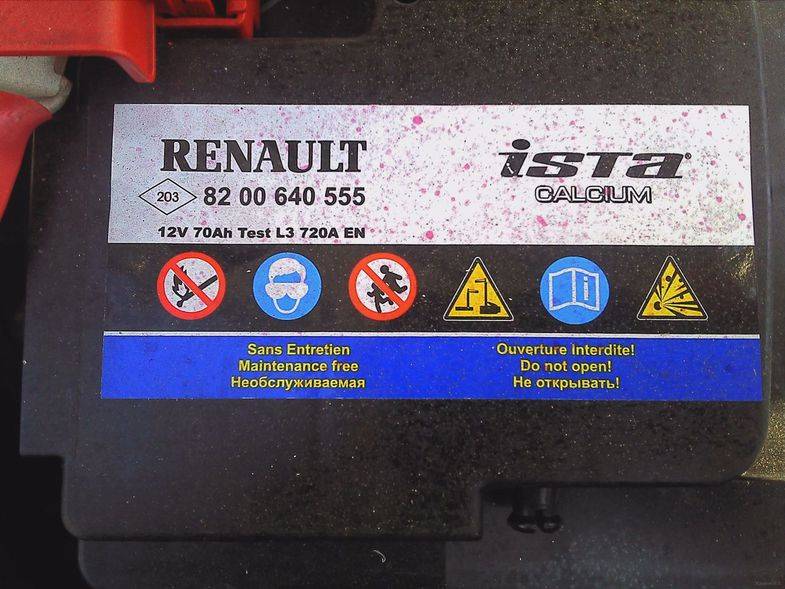 RENAULT
203 82 00 640 555
12V 70Ah Test L3 720A EN
ista®
CALCIUM
Sans Entretien
Maintenance free
Необслуживаемая
Ouverture Interdite!
Do not open!
Не открывать!